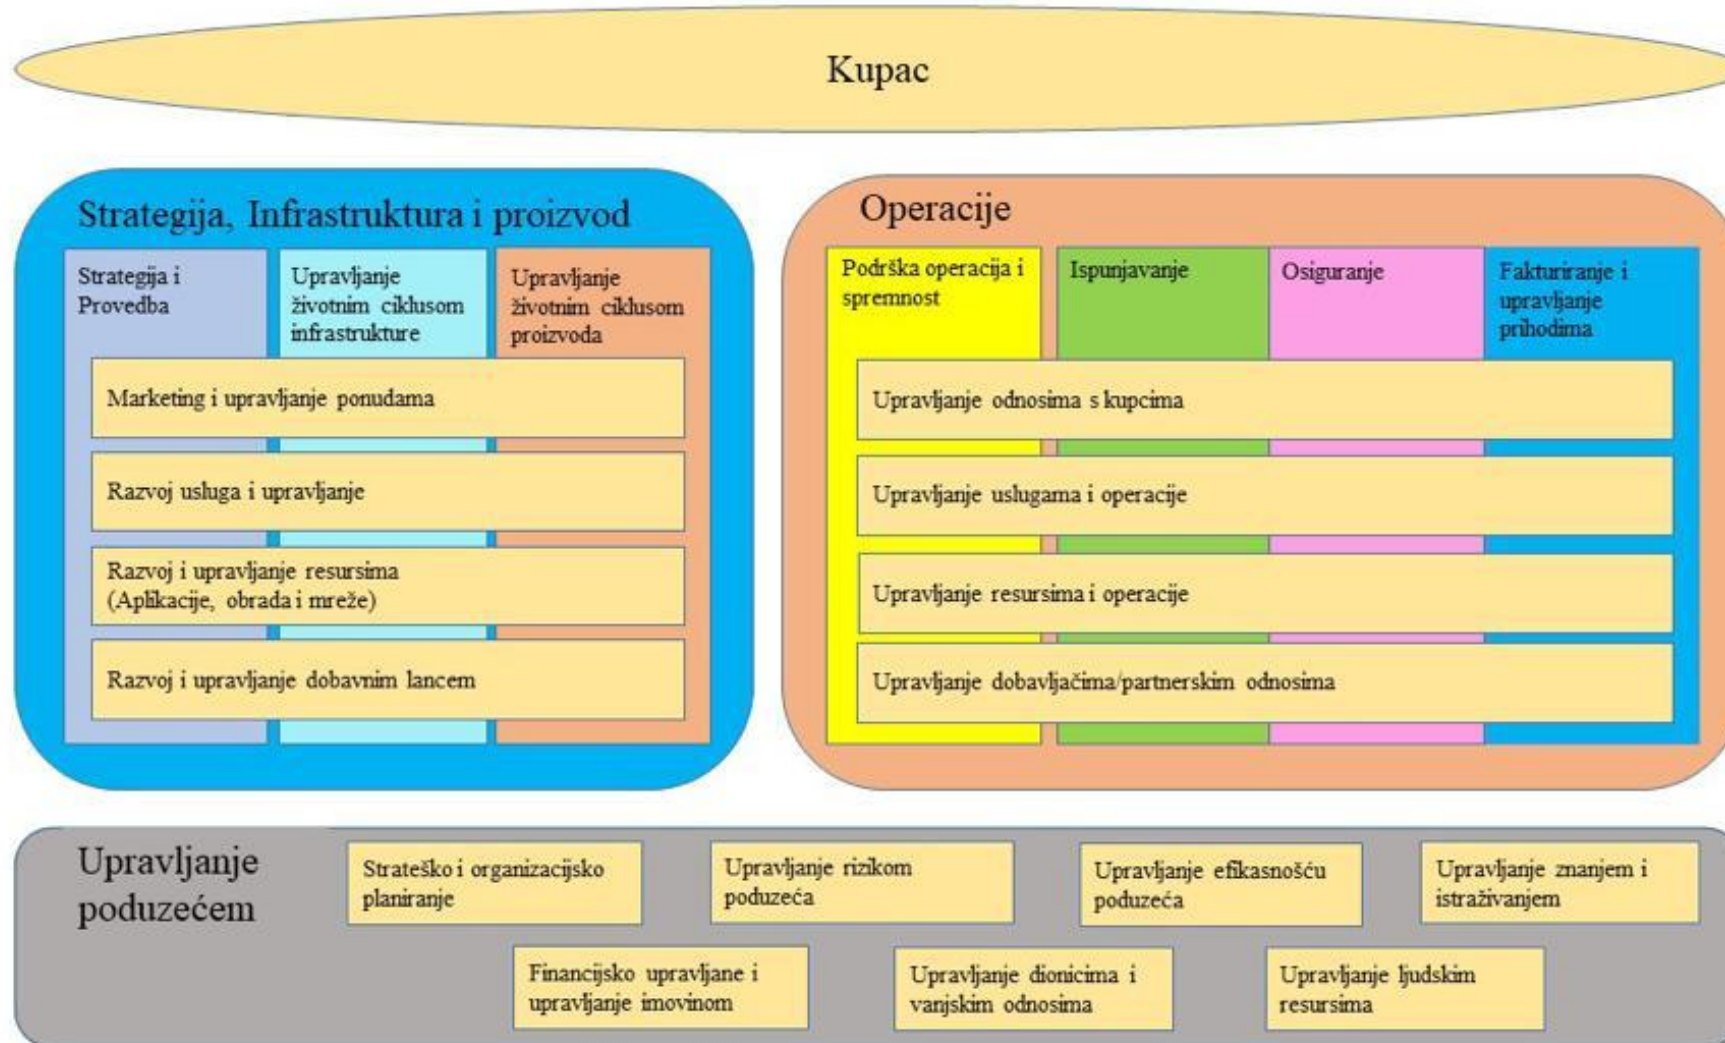 Kupac
Strategija, Infrastruktura i proizvod
Strategija i
Provedba
Upravljanje
životnim ciklusom
infrastrukture
Upravljanje
životnim ciklusom
proizvoda
Marketing i upravljanje ponudama
Razvoj usluga i upravljanje
Razvoj i upravljanje resursima
(Aplikacije, obrada i mreže)
Razvoj i upravljanje dobavnim lancem
Operacije
Podrška operacija i
spremnost
Ispunjavanje
Osiguranje
Fakturiranje i
upravljanje
prihodima
Upravljanje odnosima s kupcima
Upravljanje uslugama i operacije
Upravljanje resursima i operacije
Upravljanje dobavljačima/partnerskim odnosima
Upravljanje
poduzećem
Strateško i organizacijsko
planiranje
Upravljanje rizikom
poduzeća
Upravljanje efikasnošću
poduzeća
Upravljanje znanjem i
istraživanjem
Financijsko upravljane i
upravljanje imovinom
Upravljanje dionicima i
vanjskim odnosima
Upravljanje ljudskim
resursima